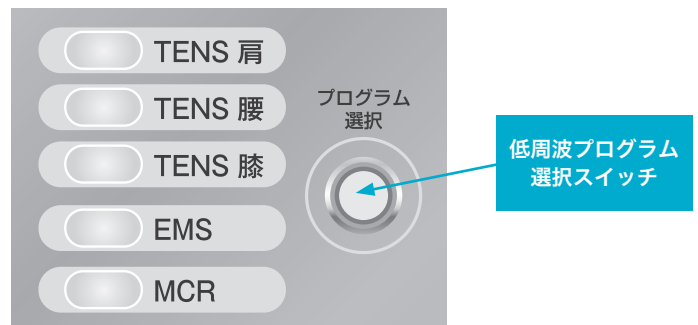 TENS 肩
TENS 腰
TENS 膝
EMS
MCR
プログラム
選択
低周波プログラム
選択スイッチ